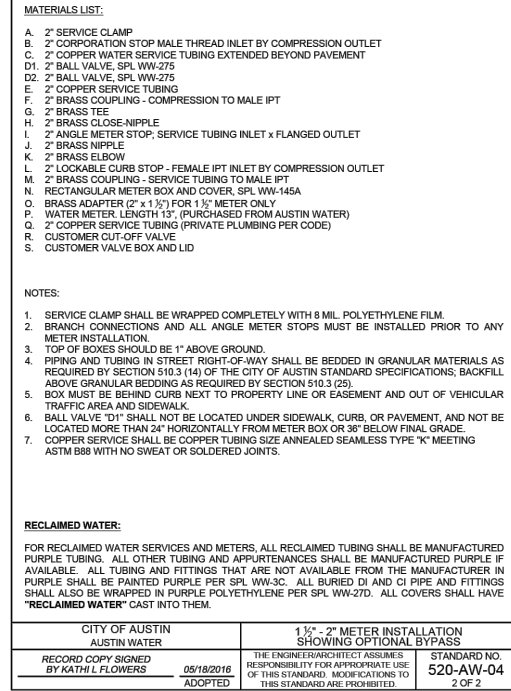 MATERIALS LIST:
A. 2" SERVICE CLAMP
B. 2" CORPORATION STOP MALE THREAD INLET BY COMPRESSION OUTLET
C. 2" COPPER WATER SERVICE TUBING EXTENDED BEYOND PAVEMENT
D1. 2" BALL VALVE, SPL WW-275
D2. 2" BALL VALVE, SPL WW-275
E. 2" COPPER SERVICE TUBING
F. 2" BRASS COUPLING - COMPRESSION TO MALE IPT
G. 2" BRASS TEE
H. 2" BRASS CLOSE-NIPPLE
I. 2" ANGLE METER STOP; SERVICE TUBING INLET x FLANGED OUTLET
J. 2" BRASS NIPPLE
K. 2" BRASS ELBOW
L. 2" LOCKABLE CURB STOP - FEMALE IPT INLET BY COMPRESSION OUTLET
M. 2" BRASS COUPLING - SERVICE TUBING TO MALE IPT
N. RECTANGULAR METER BOX AND COVER, SPL WW-145A
O. BRASS ADAPTER (2" x 1 ½") FOR 1 ½" METER ONLY
P. WATER METER. LENGTH 13", (PURCHASED FROM AUSTIN WATER)
Q. 2" COPPER SERVICE TUBING (PRIVATE PLUMBING PER CODE)
R. CUSTOMER CUT-OFF VALVE
S. CUSTOMER VALVE BOX AND LID
NOTES:
1. SERVICE CLAMP SHALL BE WRAPPED COMPLETELY WITH 8 MIL. POLYETHYLENE FILM.
2. BRANCH CONNECTIONS AND ALL ANGLE METER STOPS MUST BE INSTALLED PRIOR TO ANY
METER INSTALLATION.
3. TOP OF BOXES SHOULD BE 1" ABOVE GROUND.
4. PIPING AND TUBING IN STREET RIGHT-OF-WAY SHALL BE BEDDED IN GRANULAR MATERIALS AS
REQUIRED BY SECTION 510.3 (14) OF THE CITY OF AUSTIN STANDARD SPECIFICATIONS; BACKFILL
ABOVE GRANULAR BEDDING AS REQUIRED BY SECTION 510.3 (25).
5. BOX MUST BE BEHIND CURB NEXT TO PROPERTY LINE OR EASEMENT AND OUT OF VEHICULAR
TRAFFIC AREA AND SIDEWALK.
6. BALL VALVE "D1" SHALL NOT BE LOCATED UNDER SIDEWALK, CURB, OR PAVEMENT, AND NOT BE
LOCATED MORE THAN 24" HORIZONTALLY FROM METER BOX OR 36" BELOW FINAL GRADE.
7. COPPER SERVICE SHALL BE COPPER TUBING SIZE ANNEALED SEAMLESS TYPE "K" MEETING
ASTM B88 WITH NO SWEAT OR SOLDERED JOINTS.
RECLAIMED WATER:
FOR RECLAIMED WATER SERVICES AND METERS, ALL RECLAIMED TUBING SHALL BE MANUFACTURED
PURPLE TUBING. ALL OTHER TUBING AND APPURTENANCES SHALL BE MANUFACTURED PURPLE IF
AVAILABLE. ALL TUBING AND FITTINGS THAT ARE NOT AVAILABLE FROM THE MANUFACTURER IN
PURPLE SHALL BE PAINTED PURPLE PER SPL WW-3C. ALL BURIED DI AND CI PIPE AND FITTINGS
SHALL ALSO BE WRAPPED IN PURPLE POLYETHYLENE PER SPL WW-27D. ALL COVERS SHALL HAVE
"RECLAIMED WATER" CAST INTO THEM.
CITY OF AUSTIN
AUSTIN WATER
1 ½" - 2" METER INSTALLATION
SHOWING OPTIONAL BYPASS
RECORD COPY SIGNED
BY KATHI L FLOWERS
05/18/2016
ADOPTED
THE ENGINEER/ARCHITECT ASSUMES
RESPONSIBILITY FOR APPROPRIATE USE
OF THIS STANDARD. MODIFICATIONS TO
THIS STANDARD ARE PROHIBITED.
STANDARD NO.
520-AW-04
2 OF 2